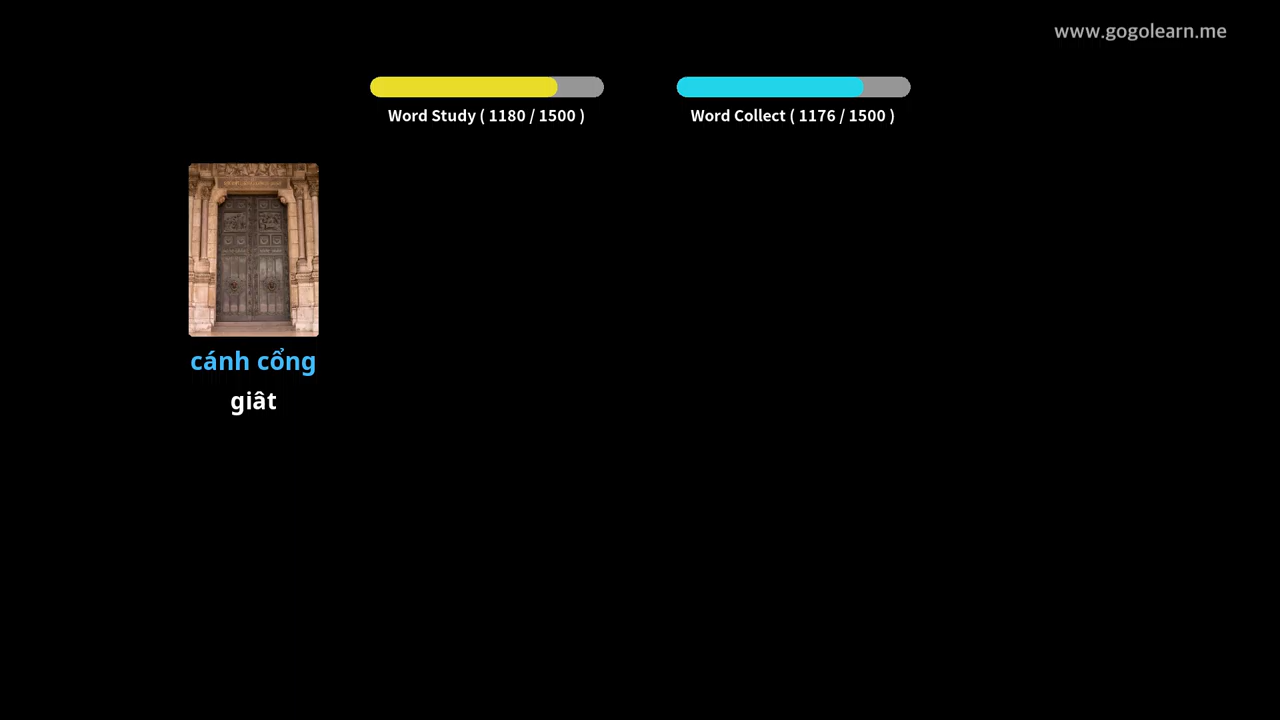 www.gogolearn.me
Word Study ( 1180 / 1500 )
Word Collect ( 1176 / 1500 )
cánh cổng
giât